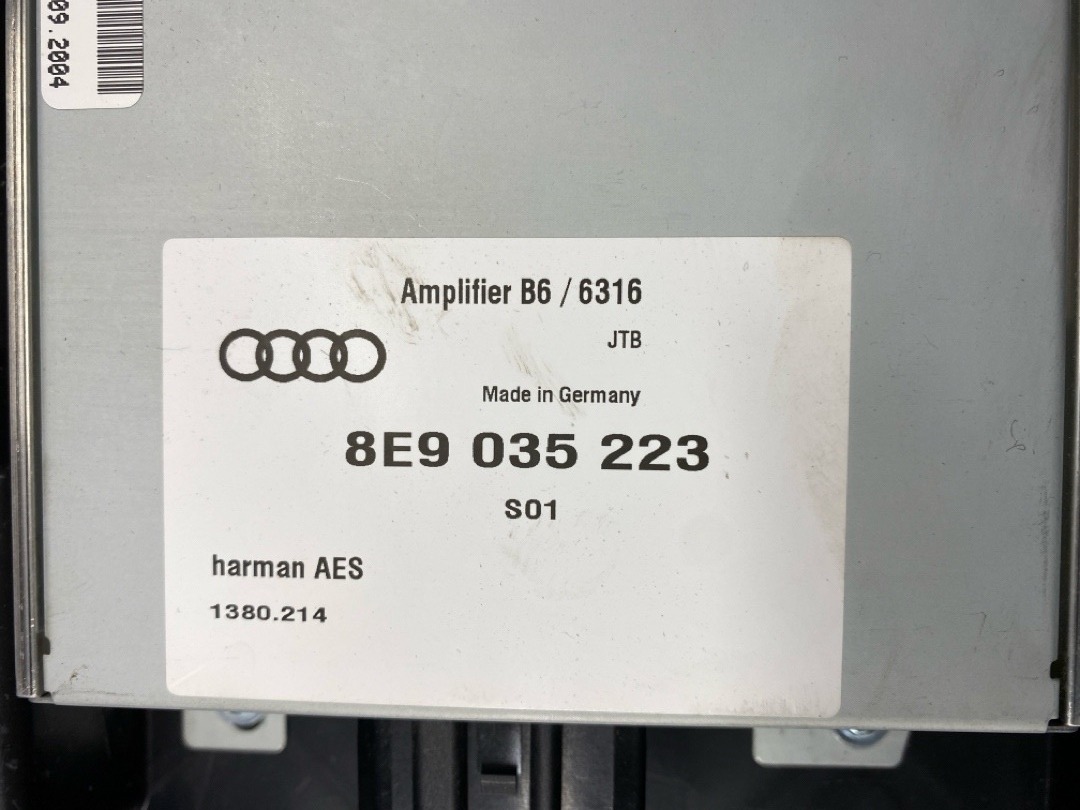 09.2004
Amplifier B6 / 6316
JTB
Made in Germany
8E9 035 223
S01
harman AES
1380.214